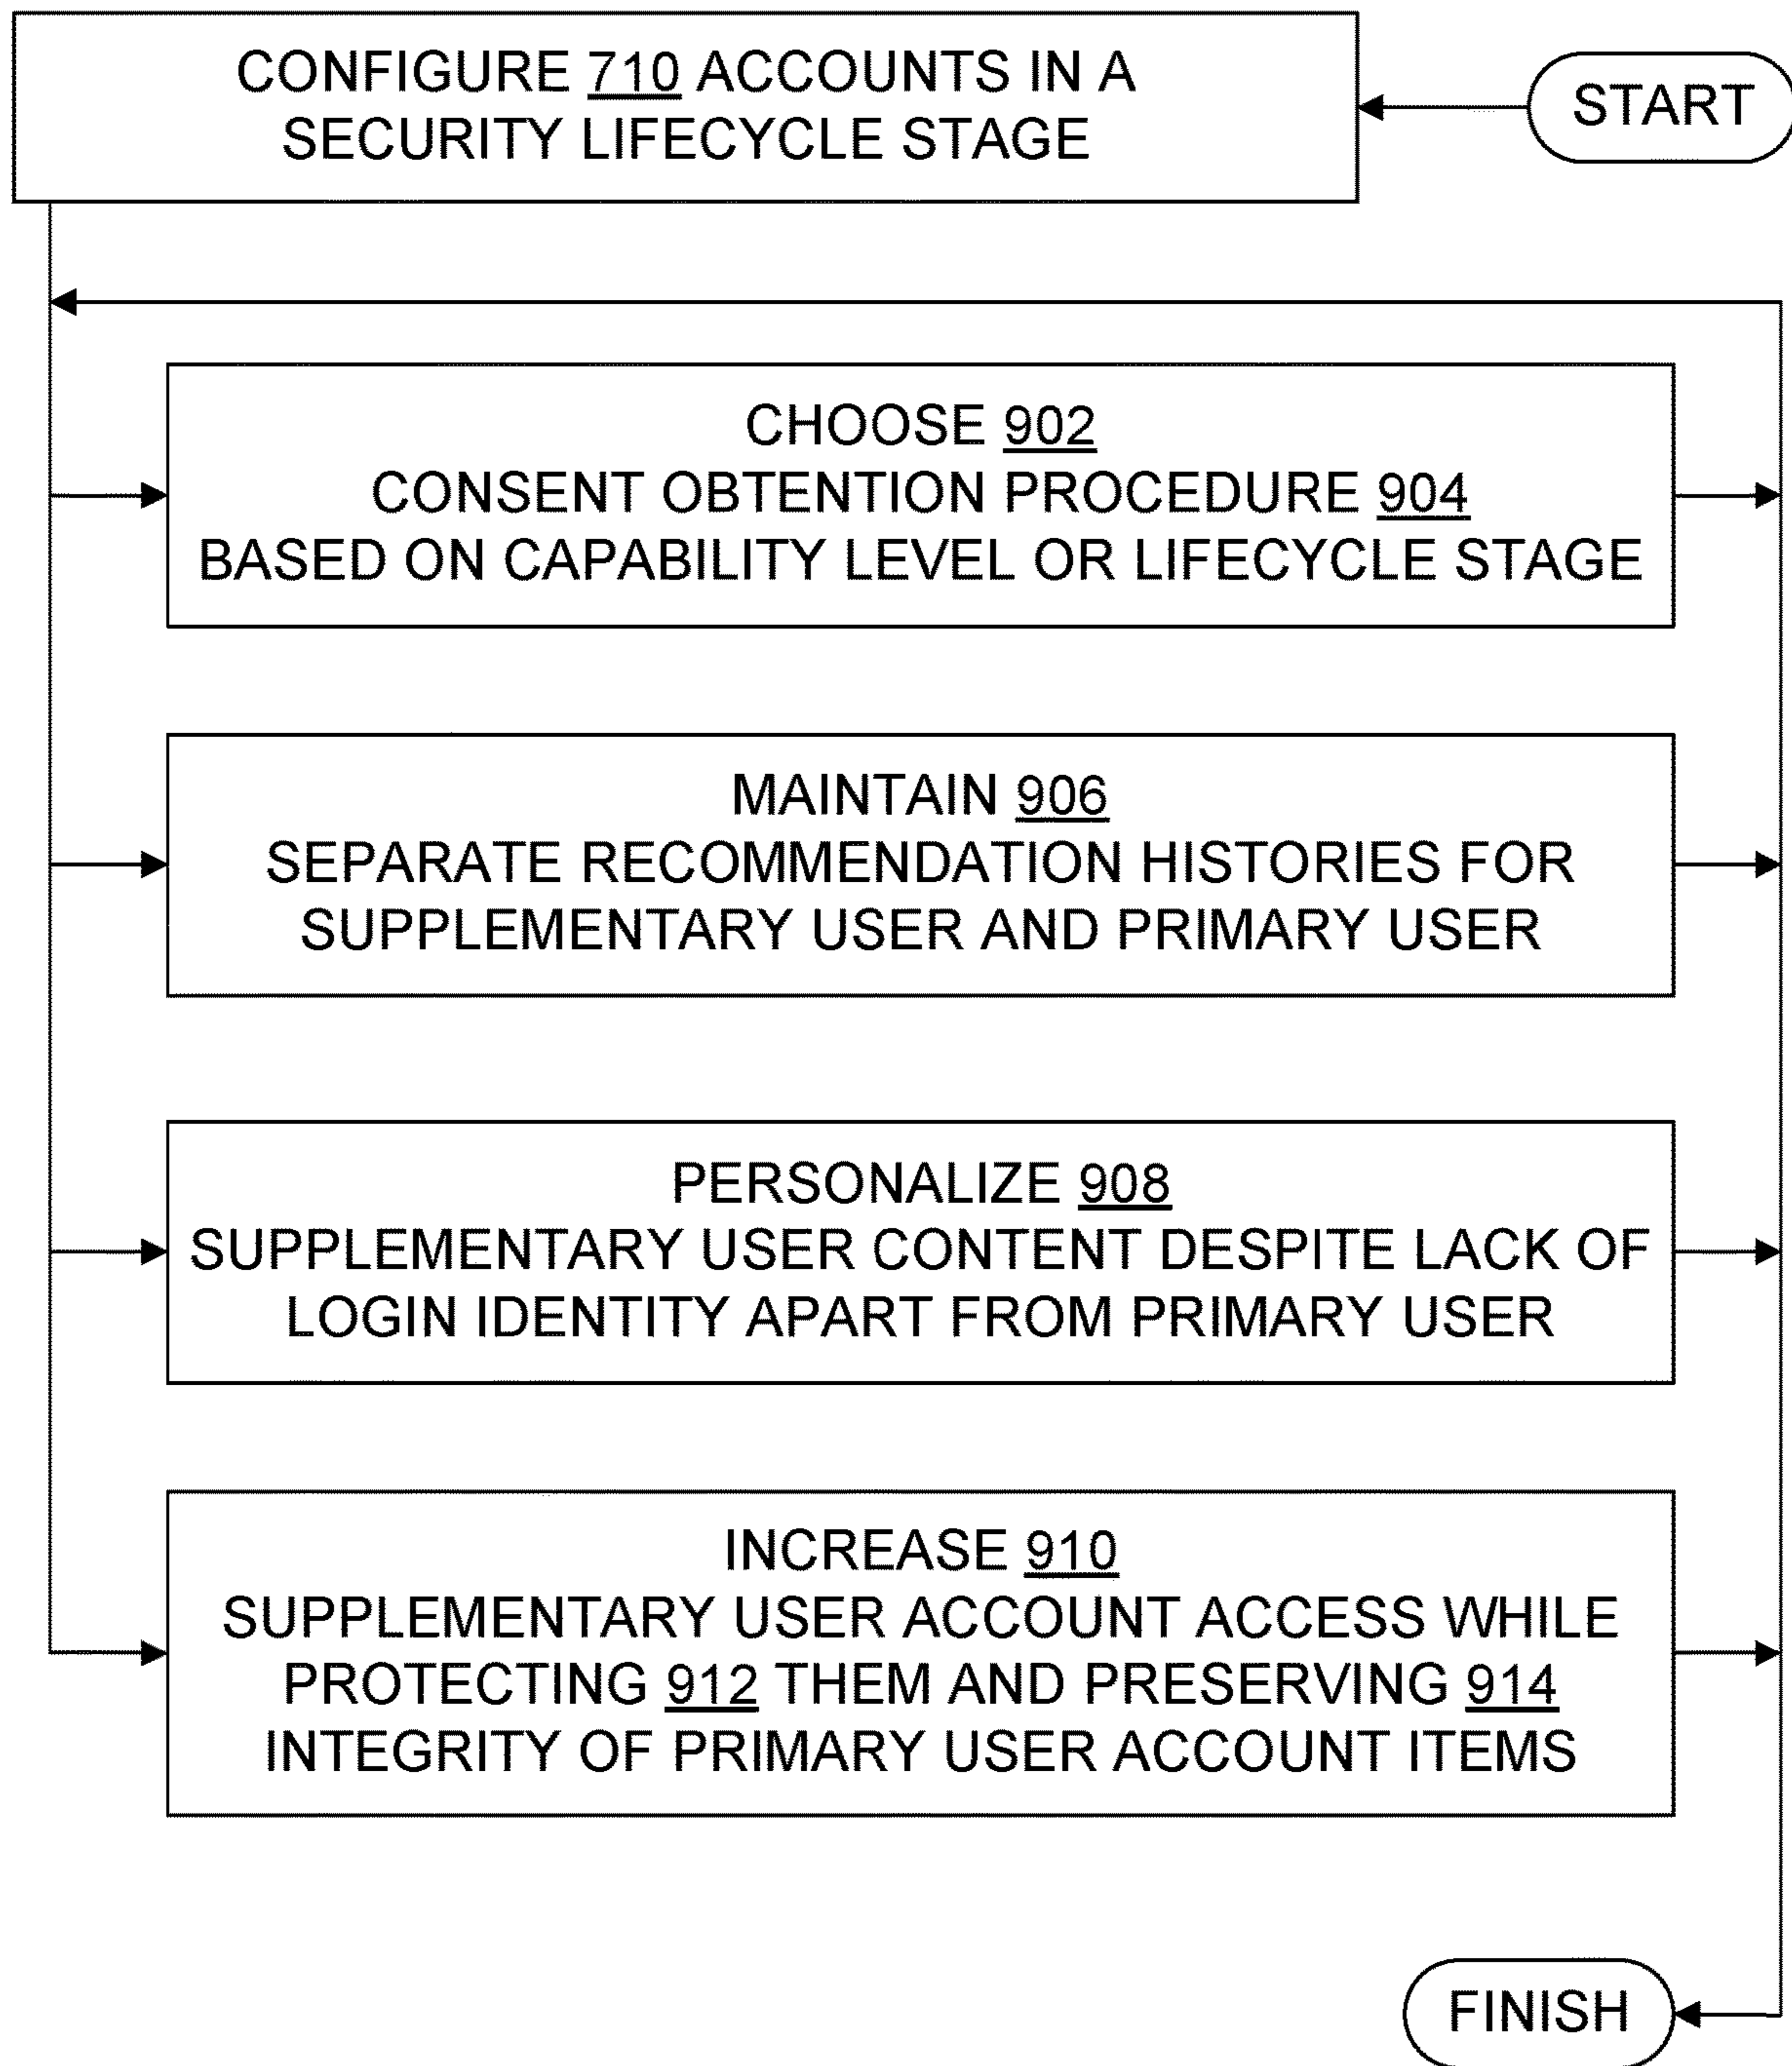 CONFIGURE 710 ACCOUNTS IN A
SECURITY LIFECYCLE STAGE
START
CHOOSE 902
CONSENT OBTENTION PROCEDURE 904
BASED ON CAPABILITY LEVEL OR LIFECYCLE STAGE
MAINTAIN 906
SEPARATE RECOMMENDATION HISTORIES FOR
SUPPLEMENTARY USER AND PRIMARY USER
PERSONALIZE 908
SUPPLEMENTARY USER CONTENT DESPITE LACK OF
LOGIN IDENTITY APART FROM PRIMARY USER
INCREASE 910
SUPPLEMENTARY USER ACCOUNT ACCESS WHILE
PROTECTING 912 THEM AND PRESERVING 914
INTEGRITY OF PRIMARY USER ACCOUNT ITEMS
FINISH